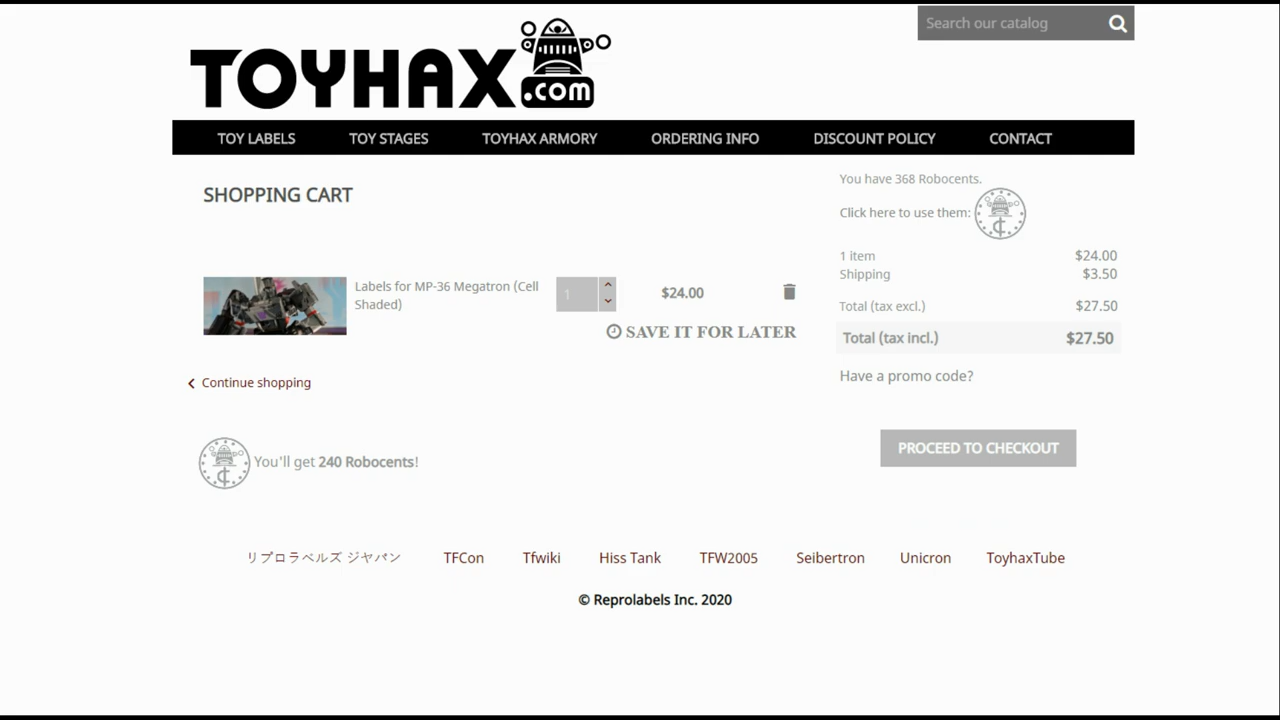 Search our catalog
TOYHAX
.com
TOY LABELS TOY STAGES TOYHAX ARMORY ORDERING INFO DISCOUNT POLICY CONTACT
SHOPPING CART
You have 368 Robocents.
Click here to use them:
Labels for MP-36 Megatron (Cell
Shaded)
1
$24.00
SAVE IT FOR LATER
1 item $24.00
Shipping $3.50
Total (tax excl.) $27.50
Total (tax incl.) $27.50
Have a promo code?
Continue shopping
PROCEED TO CHECKOUT
You'll get 240 Robocents!
リプロラベルズ ジャパン TFCon Tfwiki Hiss Tank TFW2005 Seibertron Unicron ToyhaxTube
© Reprolabels Inc. 2020